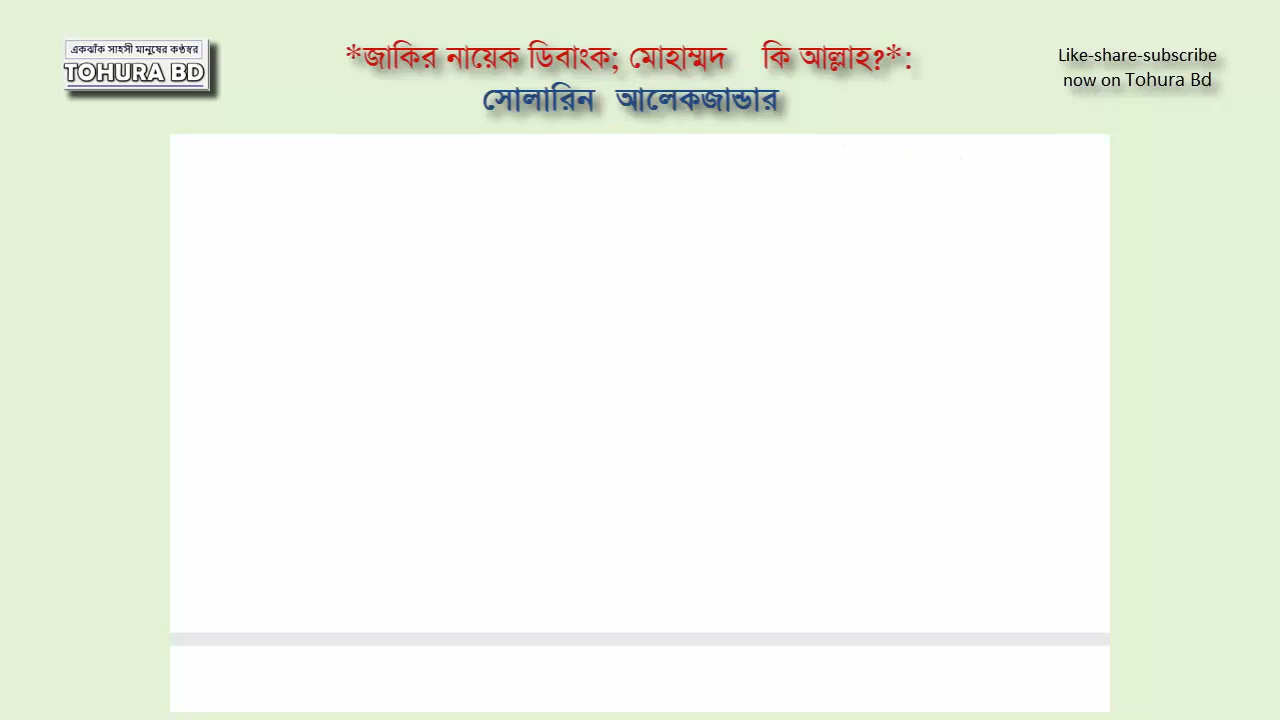 একঝাঁক সাহসী মানুষের কণ্ঠস্বর
TOHURA BD
*জাকির নায়েক ডিবাংক; মোহাম্মদ কি আল্লাহ?*:
সোলারিন আলেকজান্ডার
Like-share-subscribe
now on Tohura Bd